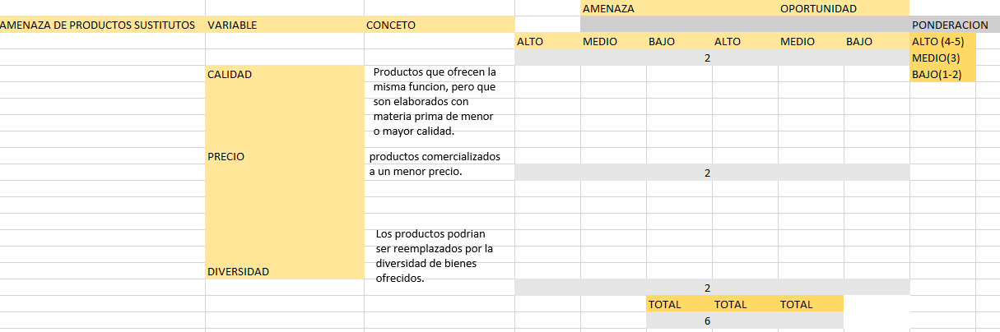 AMENAZA OPORTUNIDAD
AMENAZA DE PRODUCTOS SUSTITUTOS VARIABLE CONCETO PONDERACION
ALTO MEDIO BAJO ALTO MEDIO BAJO ALTO (4-5)
2 MEDIO(3)
CALIDAD BAJO(1-2)
Productos que ofrecen la
misma funcion, pero que
son elaborados con
materia prima de menor
o mayor calidad.
PRECIO productos comercializados
a un menor precio.
2
Los productos podrian
ser reemplazados por la
diversidad de bienes
DIVERSIDAD ofrecidos.
2
TOTAL TOTAL TOTAL
6